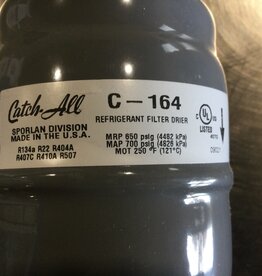 Catch-All
C-164
REFRIGERANT FILTER DRIER
SPORLAN DIVISION
MADE IN THE U.S.A.
R134a R22 R404A
R407C R410A R507
MRP 650 psig (4482 kPa)
MAP 700 psig (4826 kPa)
MOT 250 °F (121°C)
C UL US
LISTED